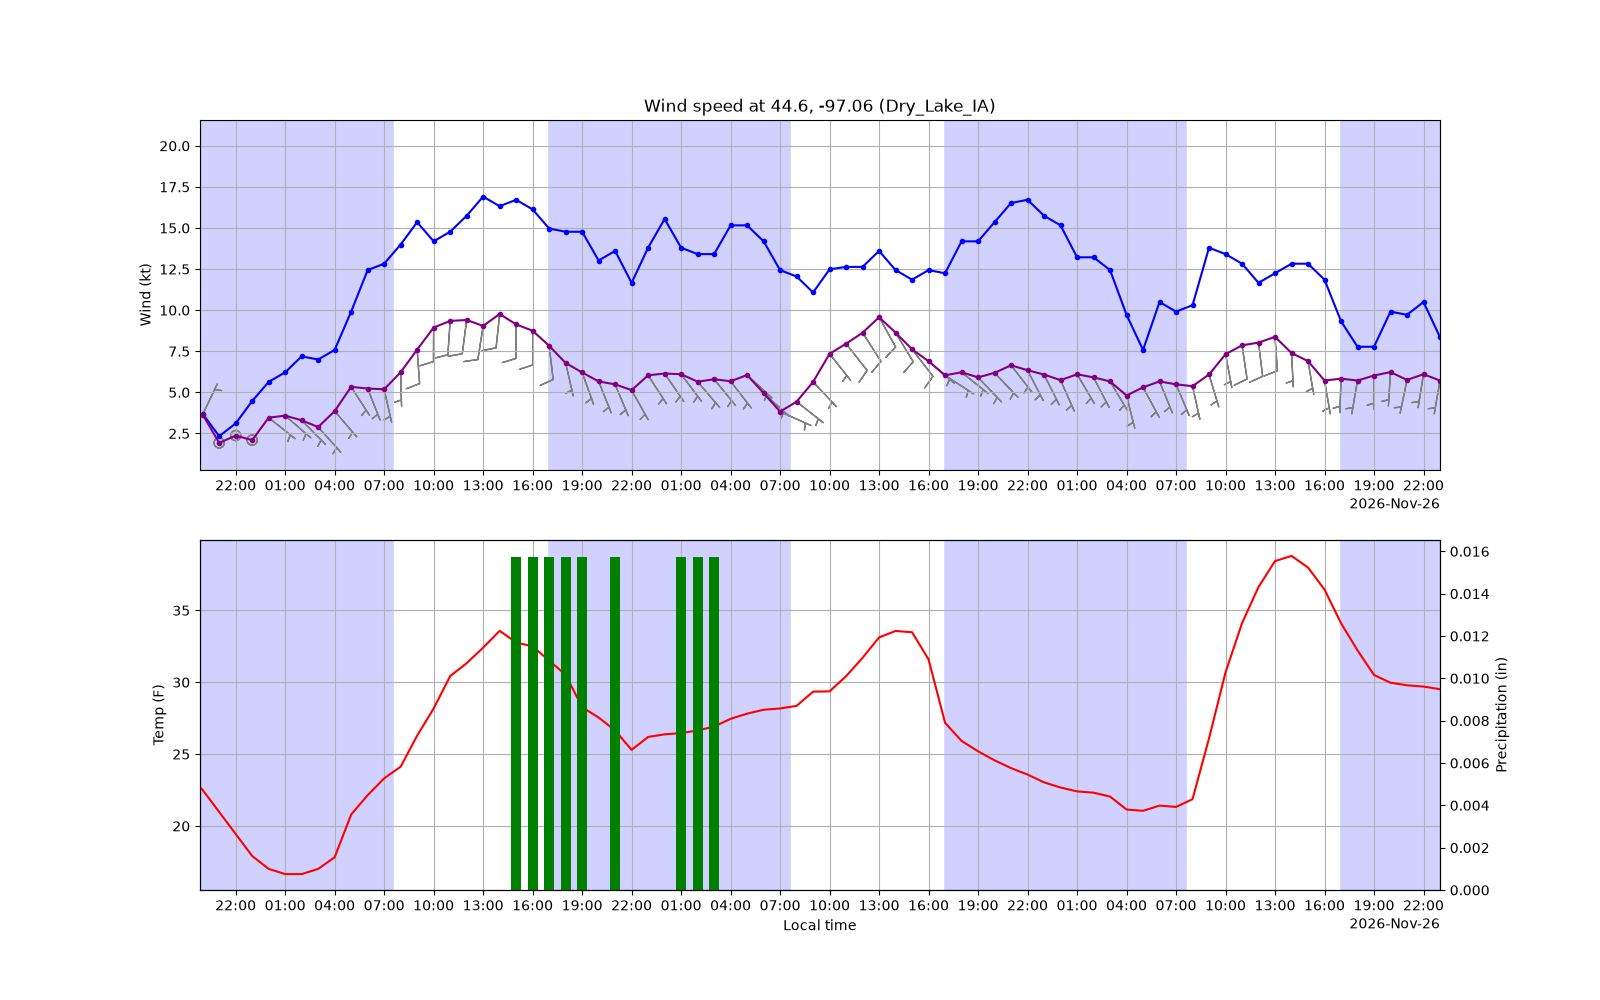 Wind speed at 44.6, -97.06 (Dry_Lake_IA)
20.0
17.5
15.0
12.5
10.0
7.5
5.0
2.5
Wind (kt)
22:00 01:00 04:00 07:00 10:00 13:00 16:00 19:00 22:00 01:00 04:00 07:00 10:00 13:00 16:00 19:00 22:00 01:00 04:00 07:00 10:00 13:00 16:00 19:00 22:00
2026-Nov-26
35
30
25
20
Temp (F)
0.016
0.014
0.012
0.010
0.008
0.006
0.004
0.002
0.000
Precipitation (in)
22:00 01:00 04:00 07:00 10:00 13:00 16:00 19:00 22:00 01:00 04:00 07:00 10:00 13:00 16:00 19:00 22:00 01:00 04:00 07:00 10:00 13:00 16:00 19:00 22:00
Local time
2026-Nov-26